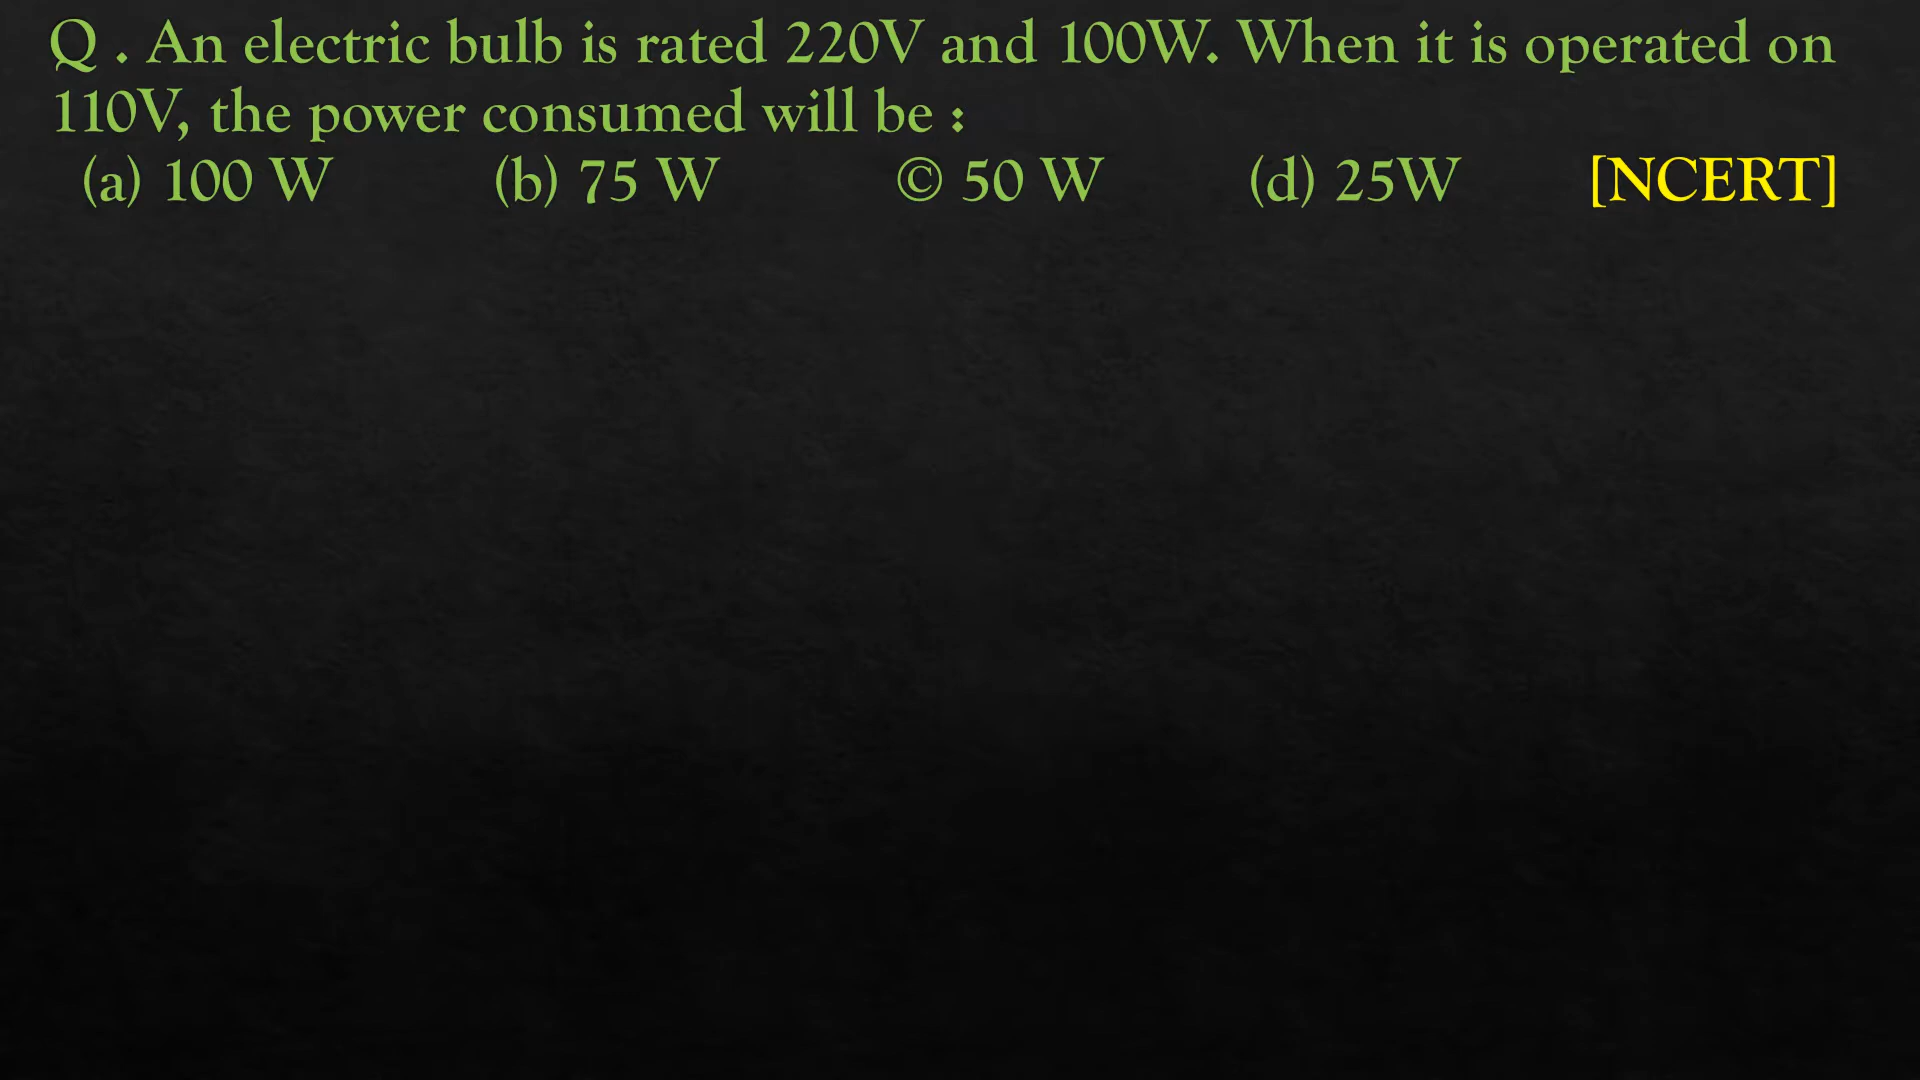 Q . An electric bulb is rated 220V and 100W. When it is operated on
110V, the power consumed will be :
(a) 100 W (b) 75 W © 50 W (d) 25W [NCERT]